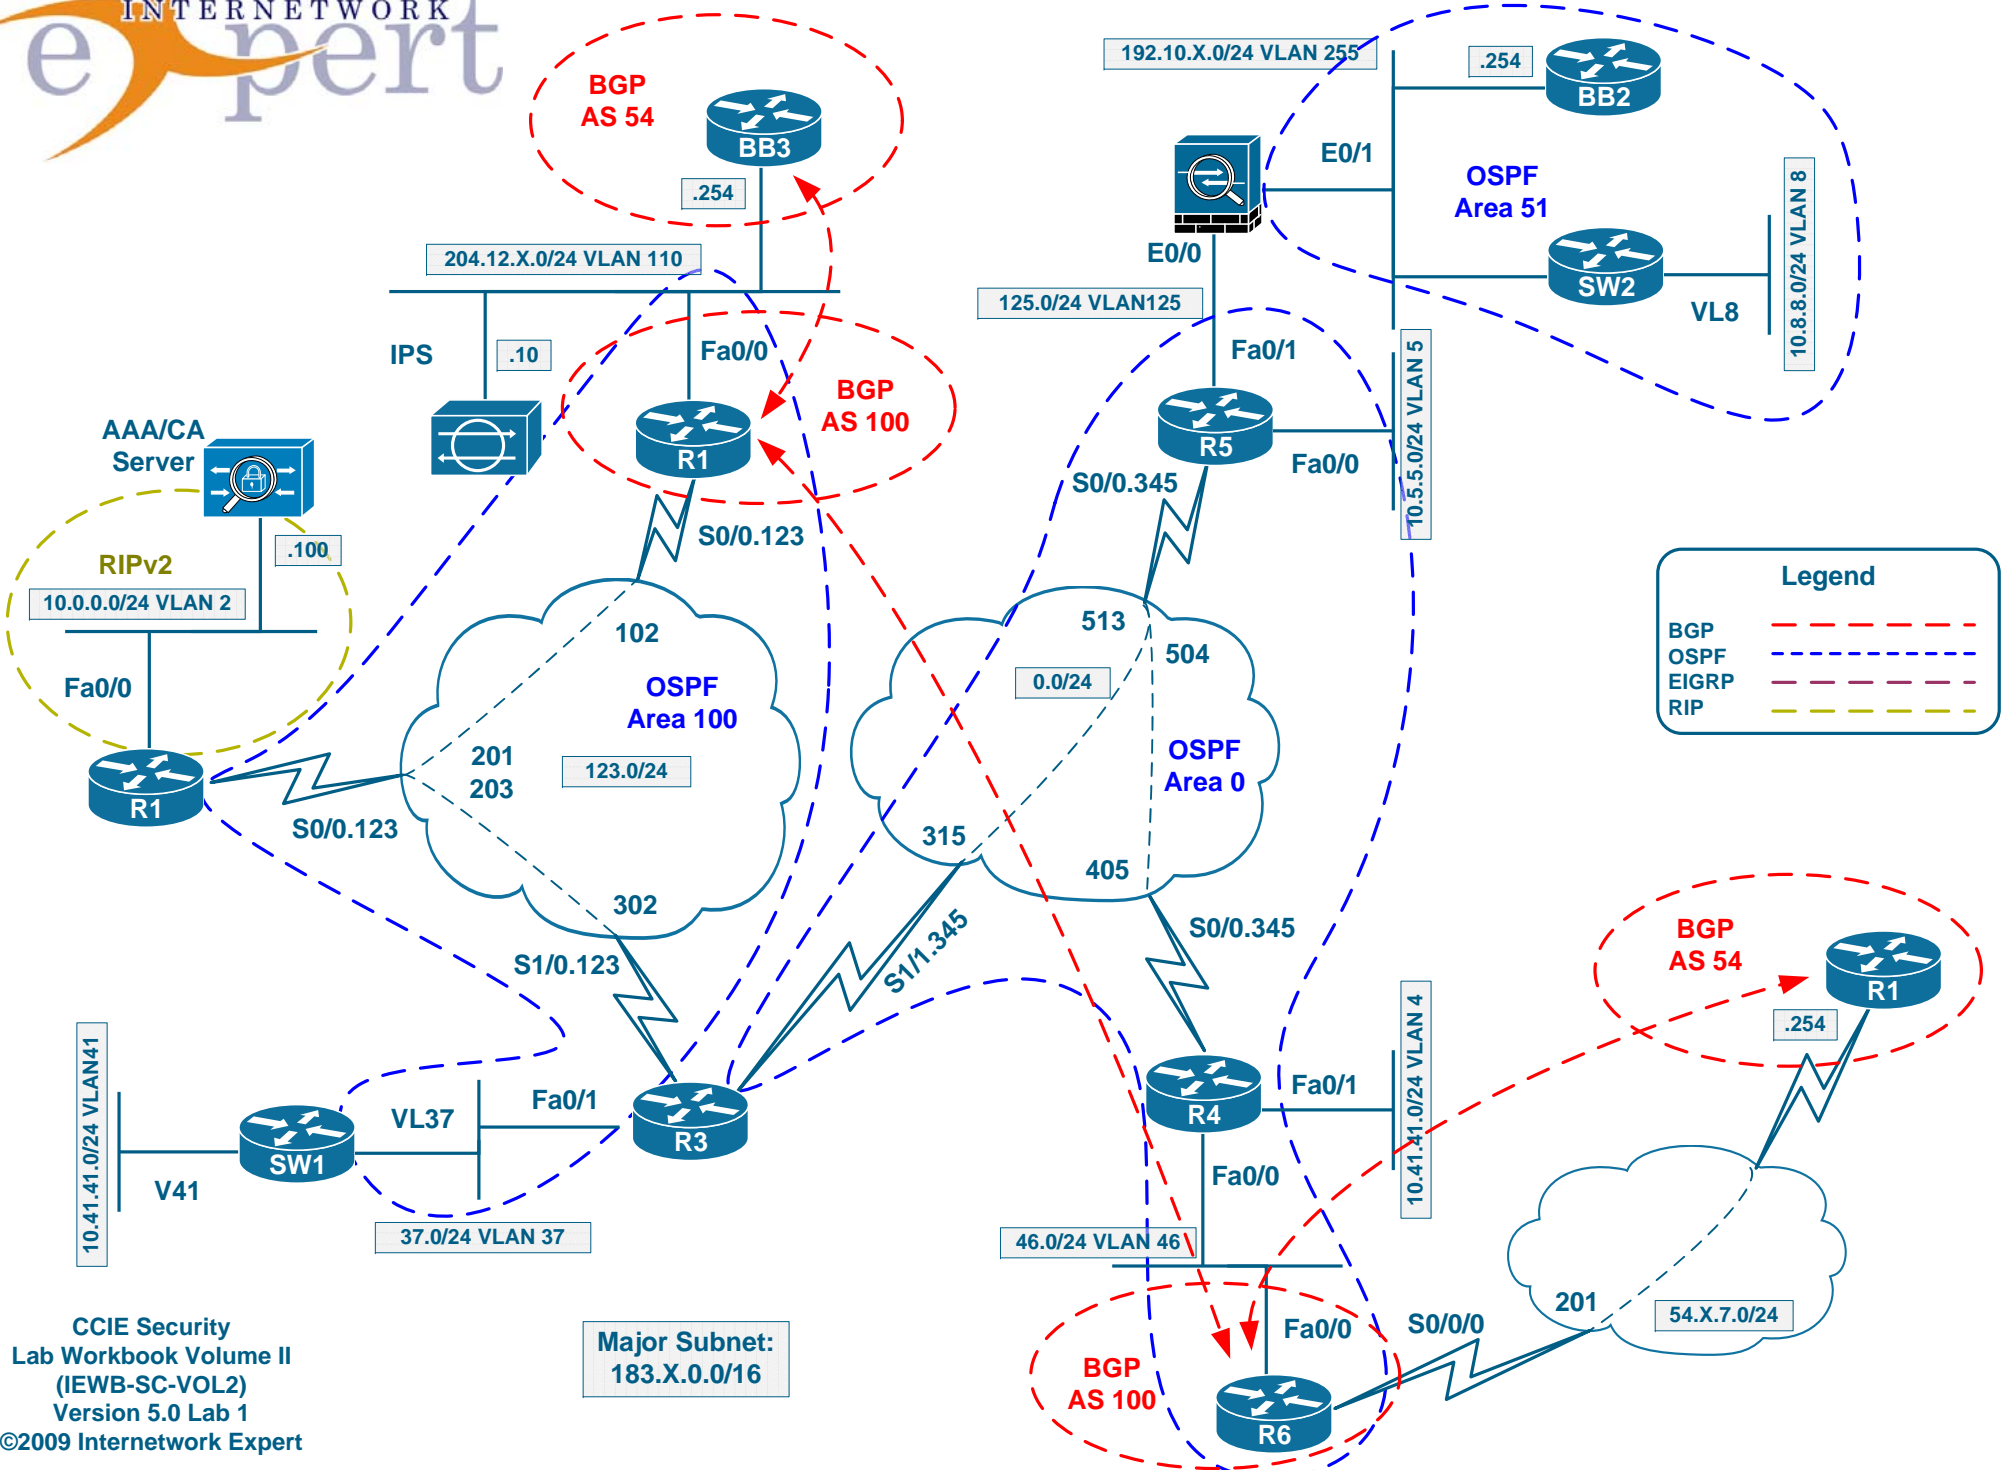 INTERNETWORK
expert
BGP
AS 54
BB3
.254
204.12.X.0/24 VLAN 110
IPS
.10
Fa0/0
BGP
AS 100
R1
S0/0.123
AAA/CA
Server
.100
RIPv2
10.0.0.0/24 VLAN 2
Fa0/0
R1
S0/0.123
102
OSPF
Area 100
201
203
123.0/24
302
S1/0.123
10.41.41.0/24 VLAN41
V41
SW1
VL37
Fa0/1
R3
37.0/24 VLAN 37
S1/1.345
192.10.X.0/24 VLAN 255
.254
BB2
E0/1
OSPF
Area 51
SW2
VL8
10.8.8.0/24 VLAN 8
E0/0
125.0/24 VLAN125
Fa0/1
R5
Fa0/0
10.5.5.0/24 VLAN 5
S0/0.345
513
504
0.0/24
OSPF
Area 0
315
405
S0/0.345
R4
Fa0/1
10.41.41.0/24 VLAN 4
Fa0/0
46.0/24 VLAN 46
Fa0/0
BGP
AS 100
R6
S0/0/0
201
54.X.7.0/24
BGP
AS 54
R1
.254
Legend
BGP
OSPF
EIGRP
RIP
Major Subnet:
183.X.0.0/16
CCIE Security
Lab Workbook Volume II
(IEWB-SC-VOL2)
Version 5.0 Lab 1
©2009 Internetwork Expert